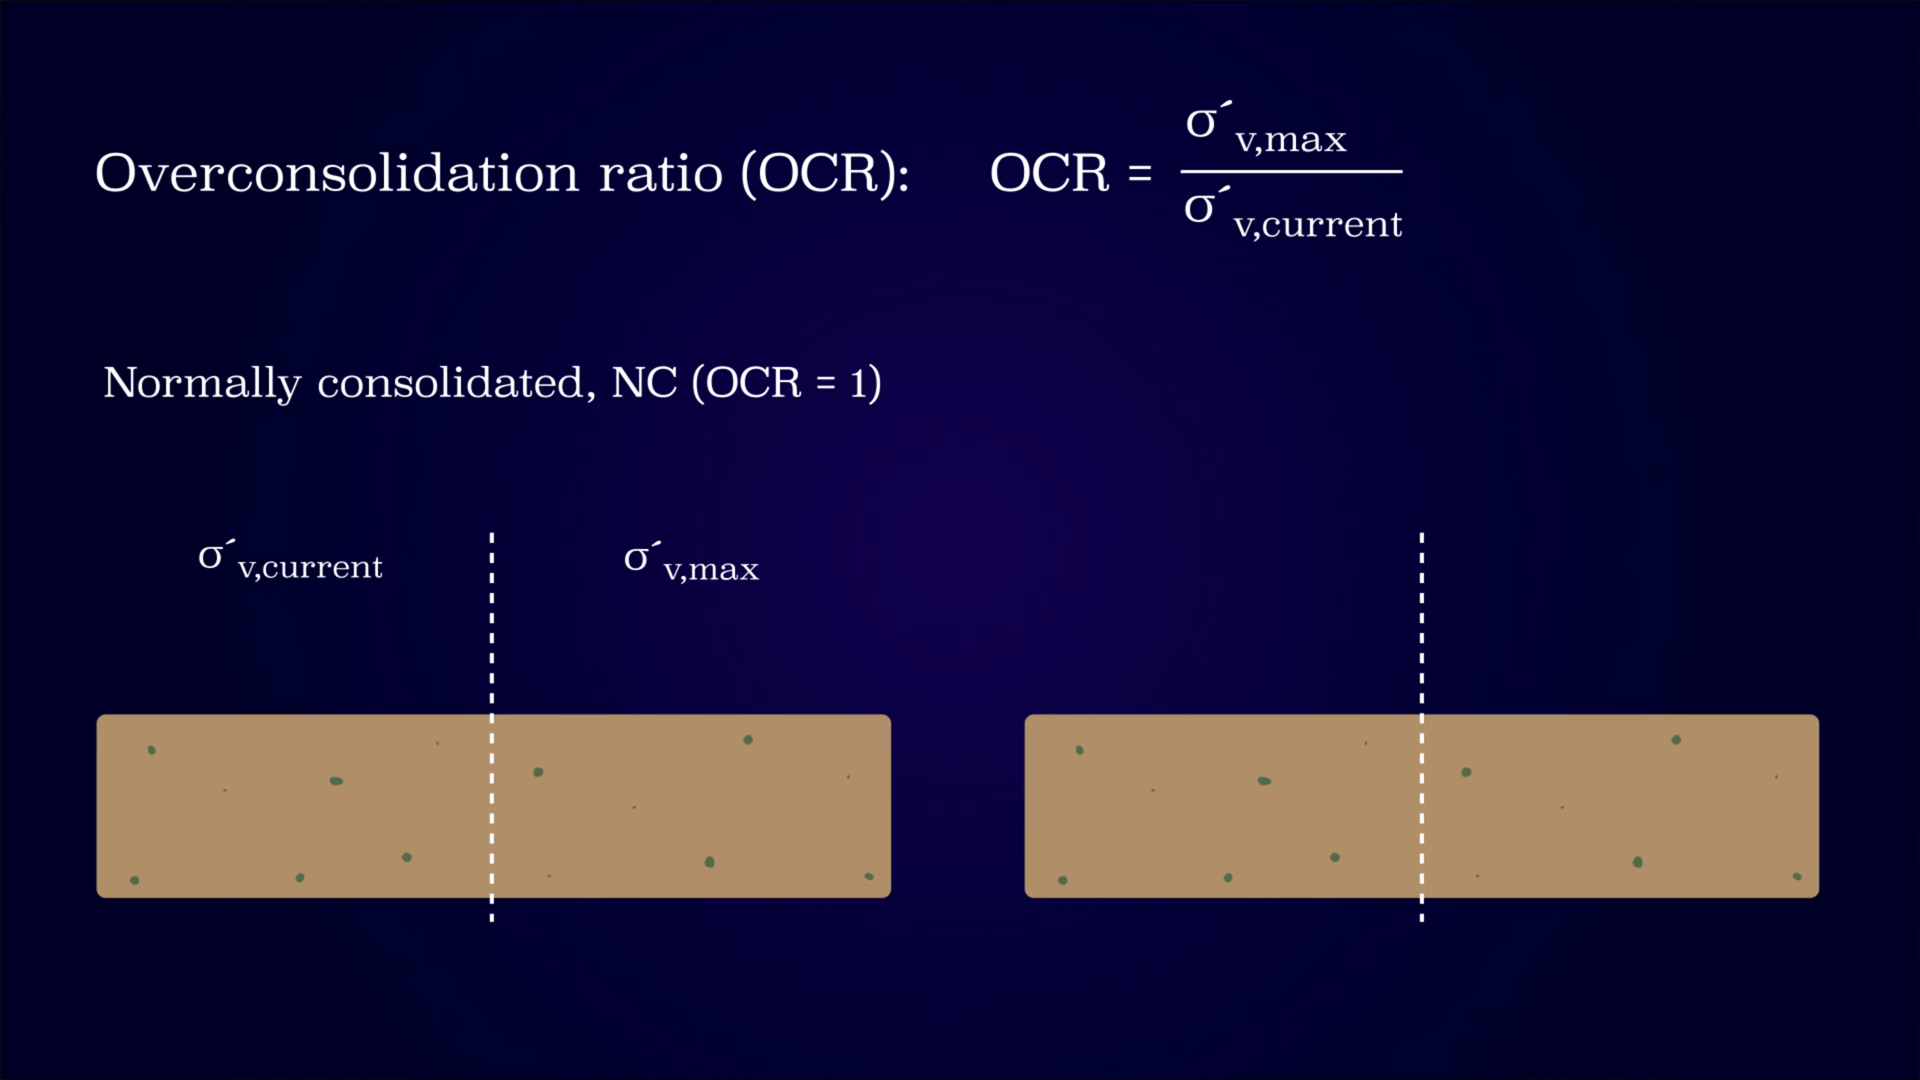 Overconsolidation ratio (OCR): OCR = σ´v,max / σ´v,current
Normally consolidated, NC (OCR = 1)
σ´v,current
σ´v,max